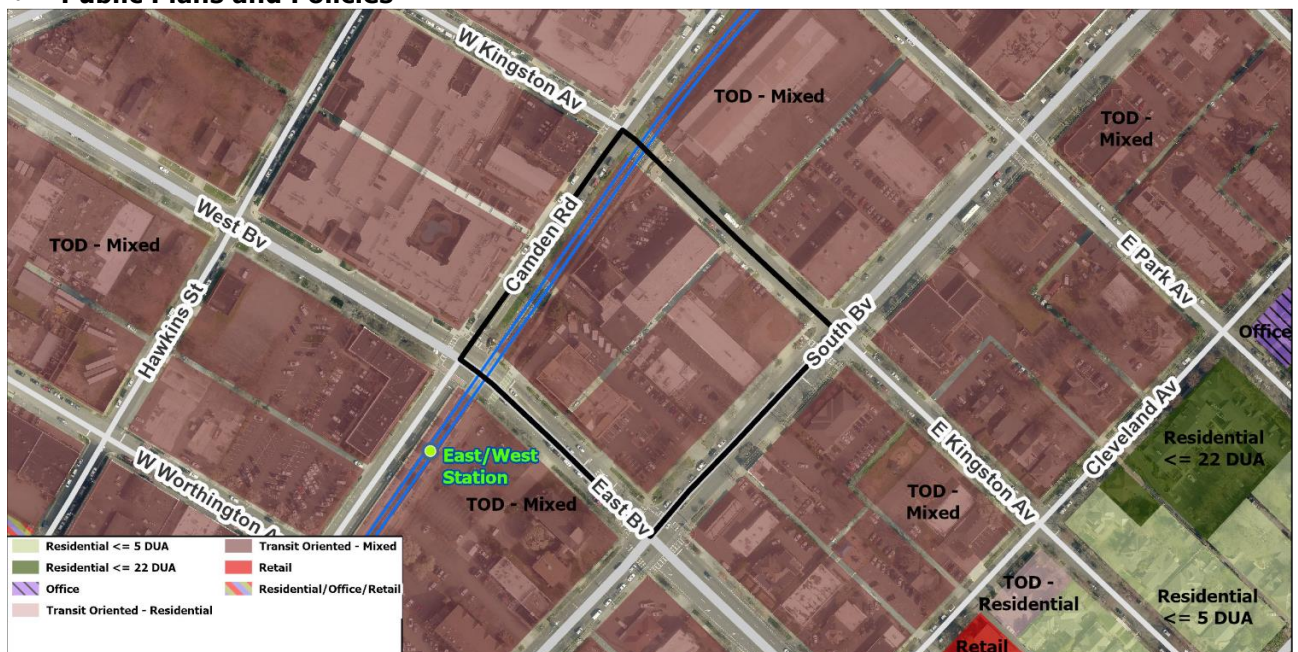 Public Plans and Policies
W Kingston Av
TOD - Mixed
TOD -
Mixed
West Bv
Camden Rd
TOD - Mixed
E Park Av
Hawkins St
South Bv
Office
Cleveland Av
Residential
<= 22 DUA
East/West
Station
E Kingston Av
TOD - Mixed
East Bv
TOD -
Mixed
W Worthington A
TOD -
Residential
Residential
<= 5 DUA
Retail
Residential <= 5 DUA
Residential <= 22 DUA
Office
Transit Oriented - Residential
Transit Oriented - Mixed
Retail
Residential/Office/Retail